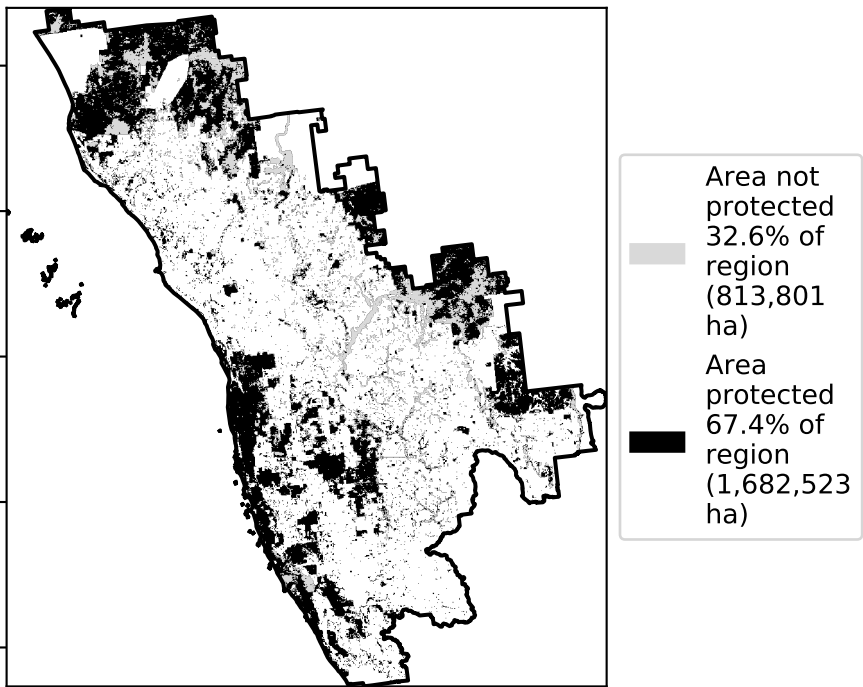 Area not
protected
32.6% of
region
(813,801
ha)
Area
protected
67.4% of
region
(1,682,523
ha)